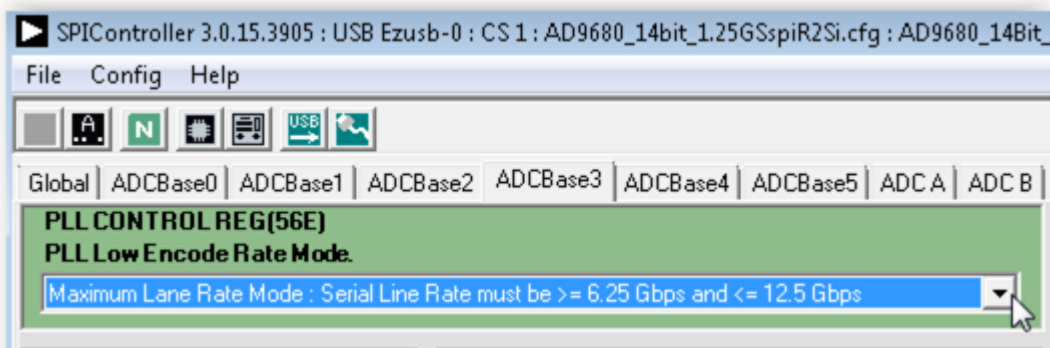 SPIController 3.0.15.3905 : USB Ezusb-0 : CS 1 : AD9680_14bit_1.25GSspiR2Si.cfg : AD9680_14Bit_
File Config Help
A N USB
Global ADCBase0 ADCBase1 ADCBase2 ADCBase3 ADCBase4 ADCBase5 ADC A ADC B
PLL CONTROL REG(56E)
PLL Low Encode Rate Mode.
Maximum Lane Rate Mode : Serial Line Rate must be >= 6.25 Gbps and <= 12.5 Gbps